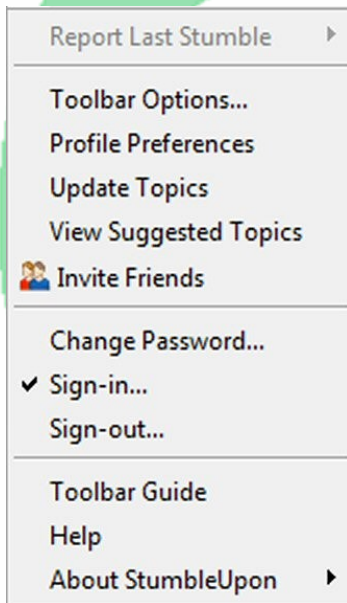 Report Last Stumble
Toolbar Options...
Profile Preferences
Update Topics
View Suggested Topics
Invite Friends
Change Password...
Sign-in...
Sign-out...
Toolbar Guide
Help
About StumbleUpon